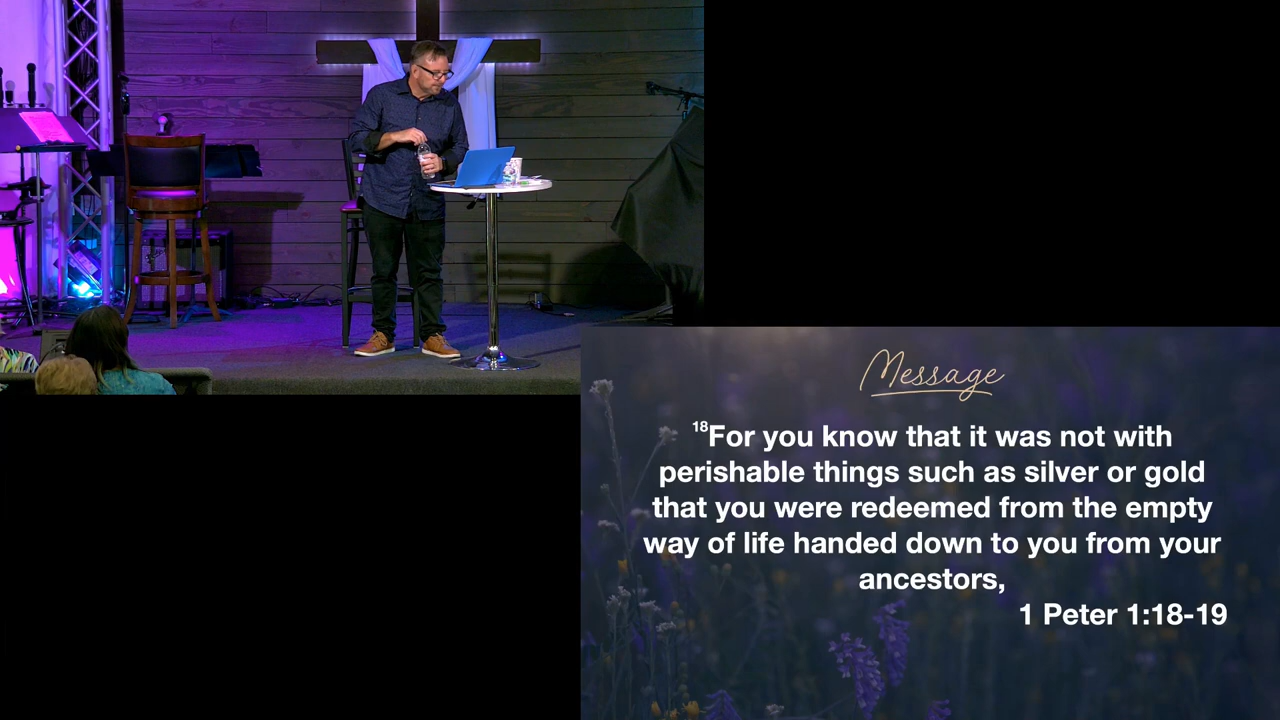 Message
18For you know that it was not with
perishable things such as silver or gold
that you were redeemed from the empty
way of life handed down to you from your
ancestors,
1 Peter 1:18-19